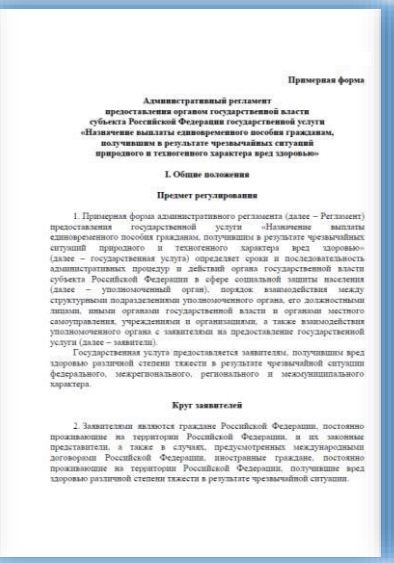 Примерная форма
Административный регламент
предоставления органом государственной власти
субъекта Российской Федерации государственной услуги
«Назначение выплаты единовременного пособия гражданам,
получившим в результате чрезвычайных ситуаций
природного и техногенного характера вред здоровью»
I. Общие положения
Предмет регулирования
1. Примерная форма административного регламента (далее – Регламент)
предоставления государственной услуги «Назначение выплаты
единовременного пособия гражданам, получившим в результате чрезвычайных
ситуаций природного и техногенного характера вред здоровью»
(далее – государственная услуга) определяет сроки и последовательность
административных процедур и действий органа государственной власти
субъекта Российской Федерации в сфере социальной защиты населения
(далее – уполномоченный орган), порядок взаимодействия между
структурными подразделениями уполномоченного органа, его должностными
лицами, иными органами государственной власти и органами местного
самоуправления, учреждениями и организациями, а также взаимодействия
уполномоченного органа с заявителями на предоставление государственной
услуги (далее – заявители).
Государственная услуга предоставляется заявителям, получившим вред
здоровью различной степени тяжести в результате чрезвычайной ситуации
федерального, межрегионального, регионального и межмуниципального
характера.
Круг заявителей
2. Заявителями являются граждане Российской Федерации, постоянно
проживающие на территории Российской Федерации, и их законные
представители, а также в случаях, предусмотренных международными
договорами Российской Федерации, иностранные граждане, постоянно
проживающие на территории Российской Федерации, получившие вред
здоровью различной степени тяжести в результате чрезвычайной ситуации.